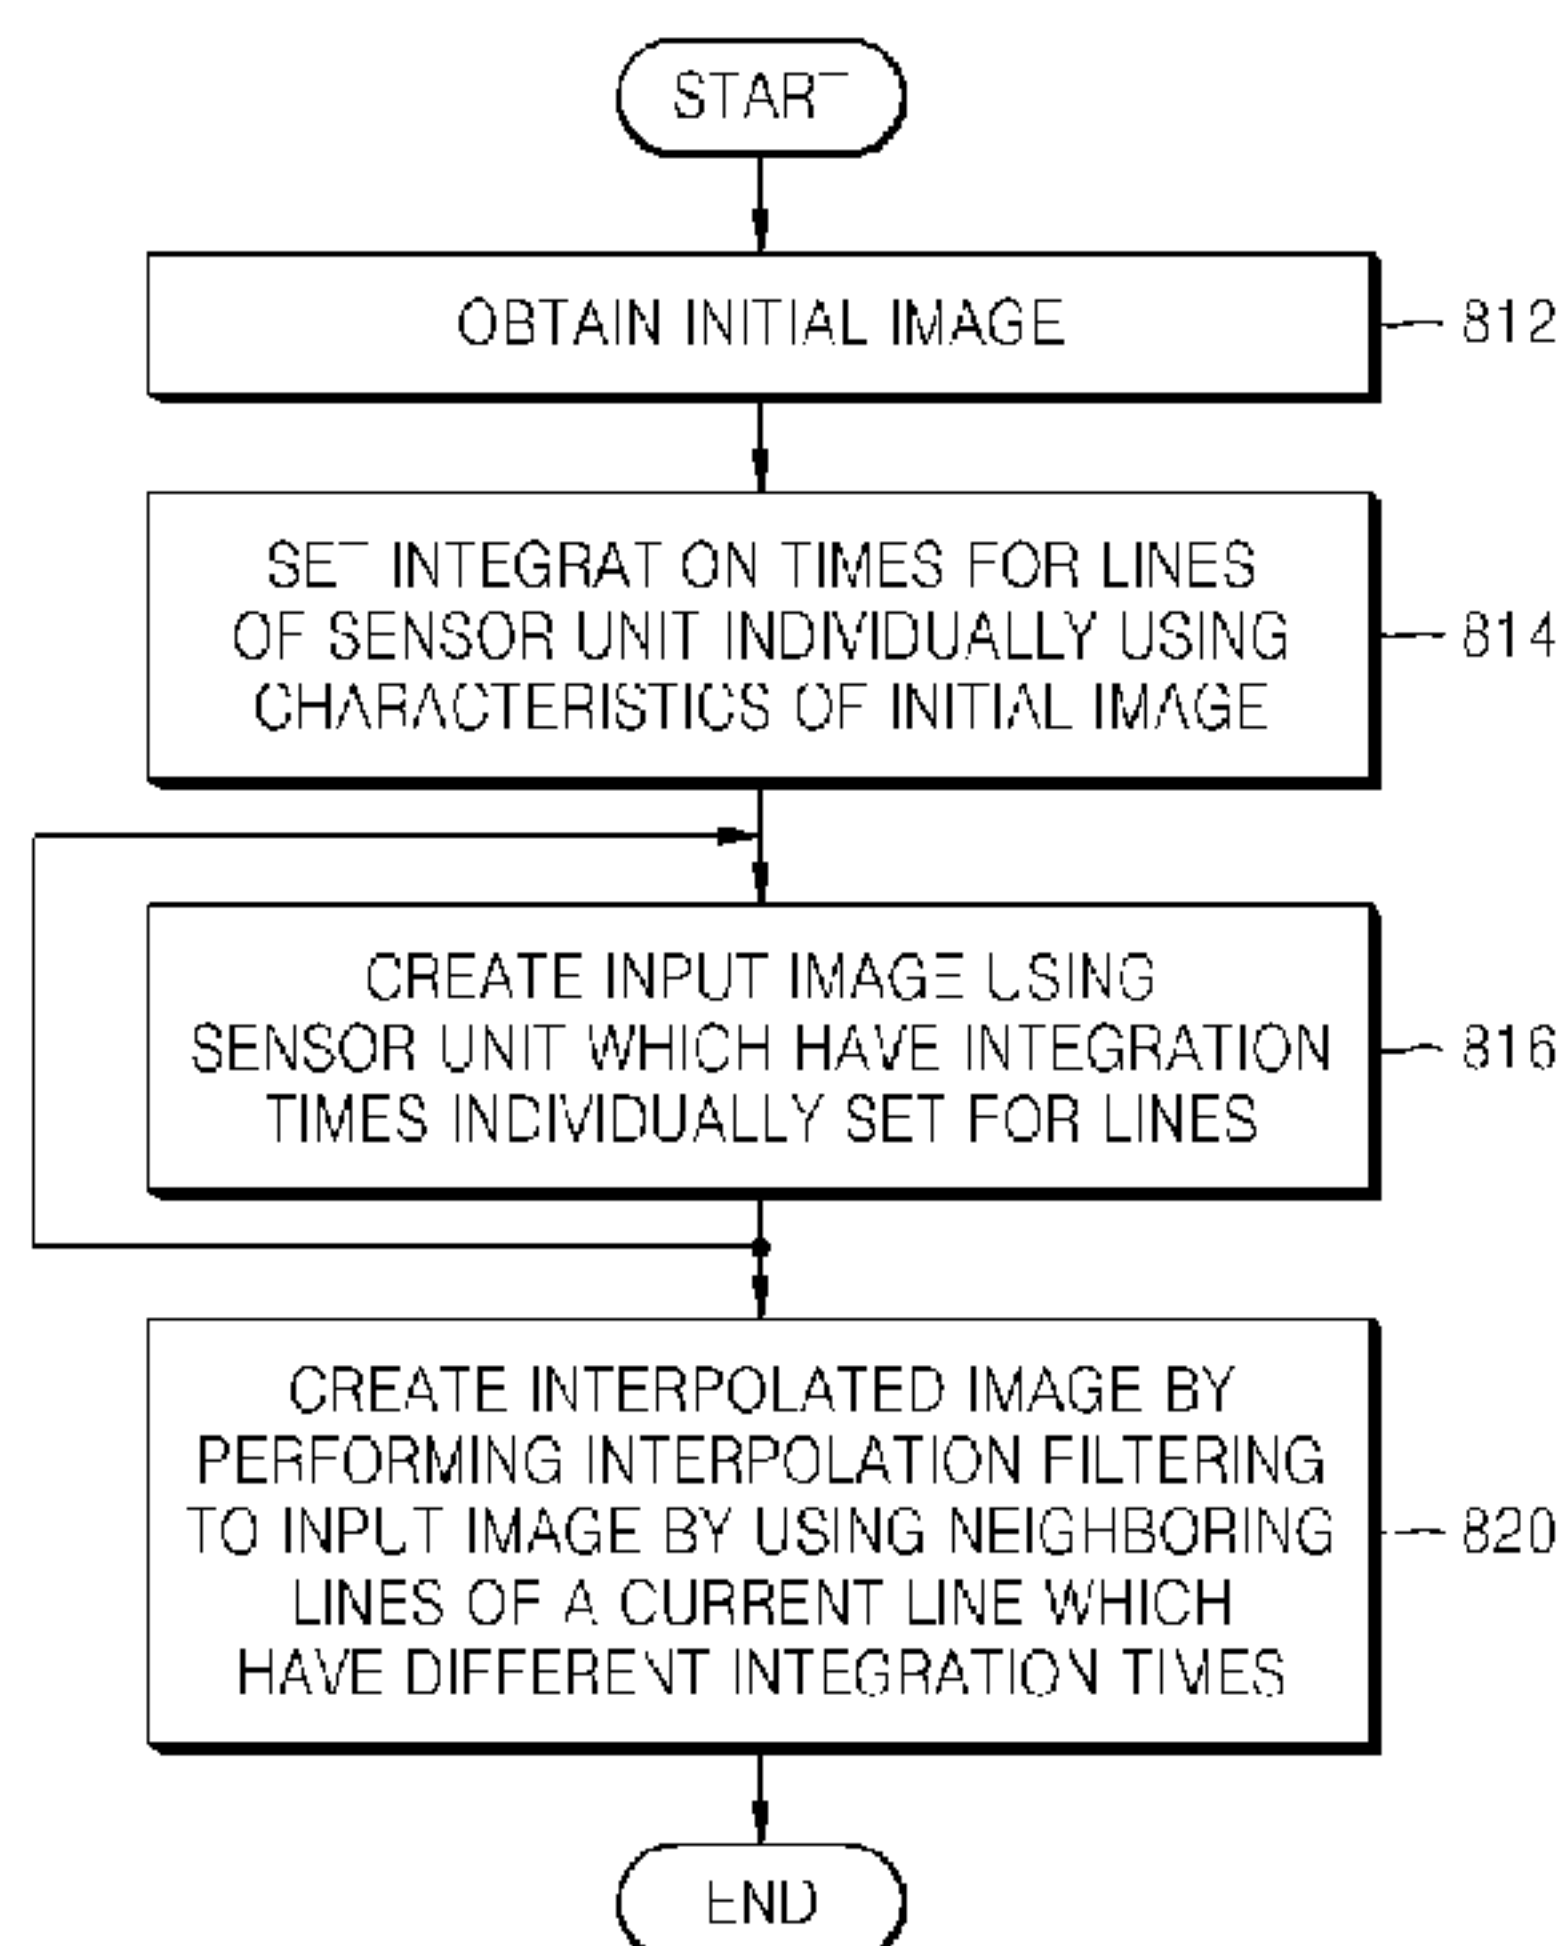 START
OBTAIN INITIAL IMAGE
812
SET INTEGRATION TIMES FOR LINES
OF SENSOR UNIT INDIVIDUALLY USING
CHARACTERISTICS OF INITIAL IMAGE
814
CREATE INPUT IMAGE USING
SENSOR UNIT WHICH HAVE INTEGRATION
TIMES INDIVIDUALLY SET FOR LINES
816
CREATE INTERPOLATED IMAGE BY
PERFORMING INTERPOLATION FILTERING
TO INPUT IMAGE BY USING NEIGHBORING
LINES OF A CURRENT LINE WHICH
HAVE DIFFERENT INTEGRATION TIMES
820
END